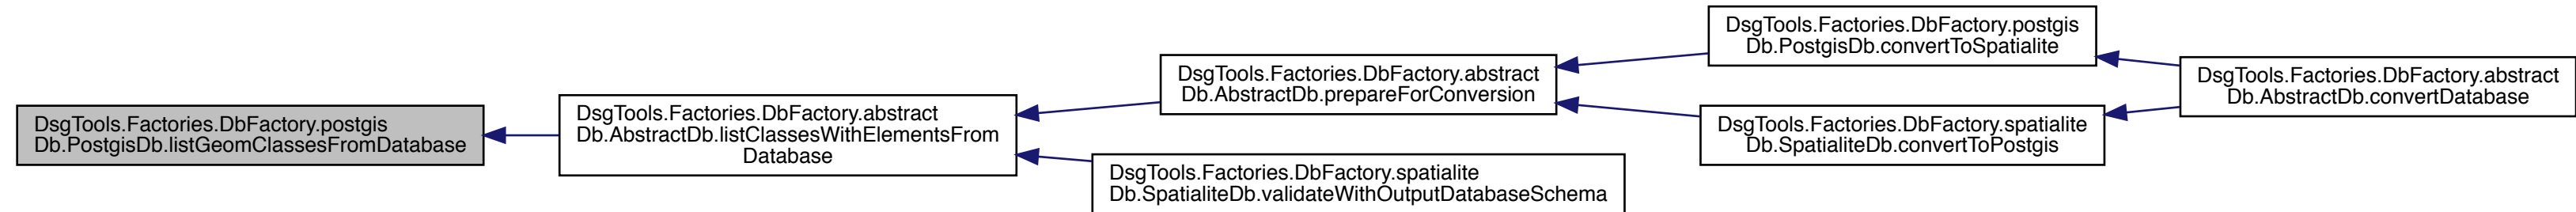 DsgTools.Factories.DbFactory.postgis
Db.PostgisDb.listGeomClassesFromDatabase
DsgTools.Factories.DbFactory.abstract
Db.AbstractDb.listClassesWithElementsFrom
Database
DsgTools.Factories.DbFactory.abstract
Db.AbstractDb.prepareForConversion
DsgTools.Factories.DbFactory.spatialite
Db.SpatialiteDb.validateWithOutputDatabaseSchema
DsgTools.Factories.DbFactory.postgis
Db.PostgisDb.convertToSpatialite
DsgTools.Factories.DbFactory.spatialite
Db.SpatialiteDb.convertToPostgis
DsgTools.Factories.DbFactory.abstract
Db.AbstractDb.convertDatabase